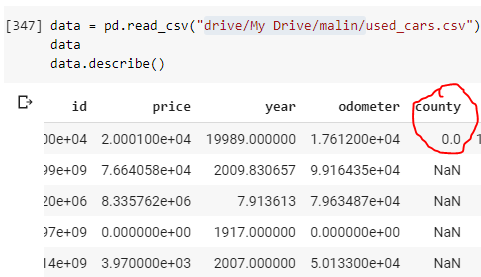 [347] data = pd.read_csv("drive/My Drive/malin/used_cars.csv")
data
data.describe()
id price year odometer county
00e+04 2.000100e+04 19989.000000 1.761200e+04 0.0 1
99e+09 7.664058e+04 2009.830657 9.916435e+04 NaN
20e+06 8.335762e+06 7.913613 7.963487e+04 NaN
97e+09 0.000000e+00 1917.000000 0.000000e+00 NaN
14e+09 3.970000e+03 2007.000000 5.013300e+04 NaN